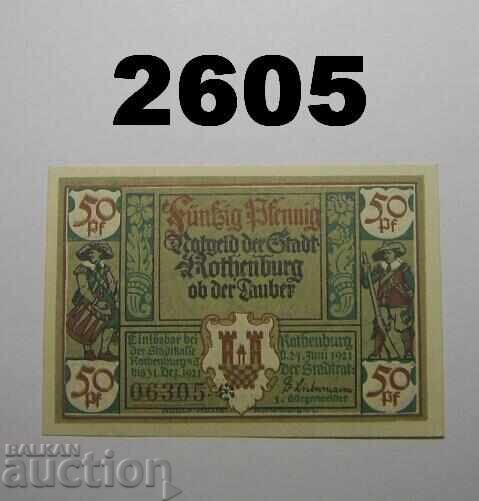 2605
50 Pf
50 Pf
Fünfzig Pfennig
Notgeld der Stadt
Rothenburg
ob der Tauber
Einlösbar bei
der Stadtkasse
Rothenburg o.T.
bis 31. Dez. 1921
Rothenburg
d. 24. Juni 1921
der Stadtrat:
1. Bürgermeister
06305
50 Pf
50 Pf
BALKAN
auction